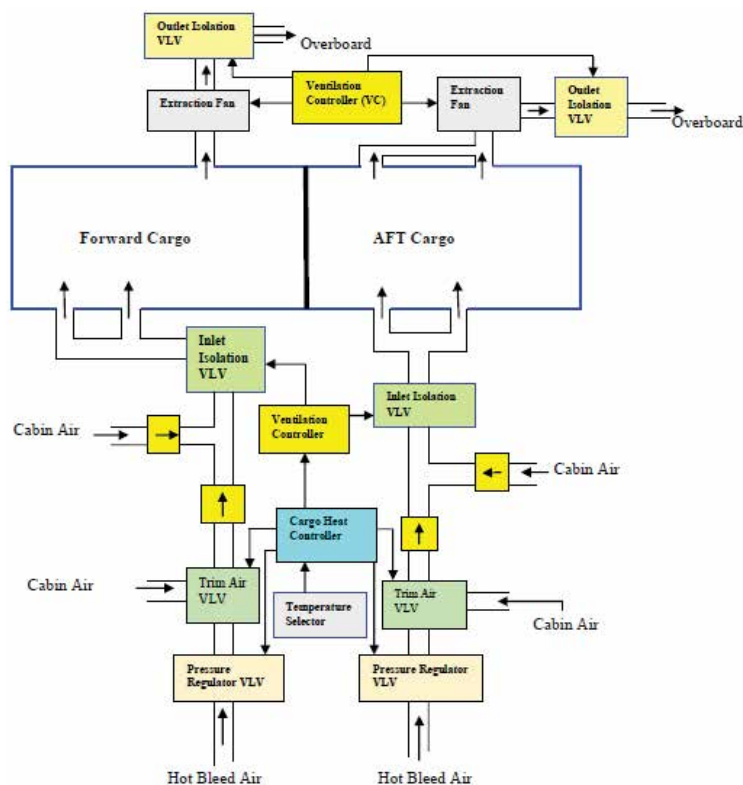 Outlet Isolation
VLV
Overboard
Ventilation
Controller (VC)
Extraction Fan
Extraction
Fan
Outlet
Isolation
VLV
Overboard
Forward Cargo
AFT Cargo
Inlet
Isolation
VLV
Inlet Isolation
VLV
Ventilation
Controller
Cabin Air
Cabin Air
Cargo Heat
Controller
Cabin Air
Trim Air
VLV
Temperature
Selector
Trim Air
VLV
Cabin Air
Pressure
Regulator VLV
Pressure Regulator
VLV
Hot Bleed Air
Hot Bleed Air